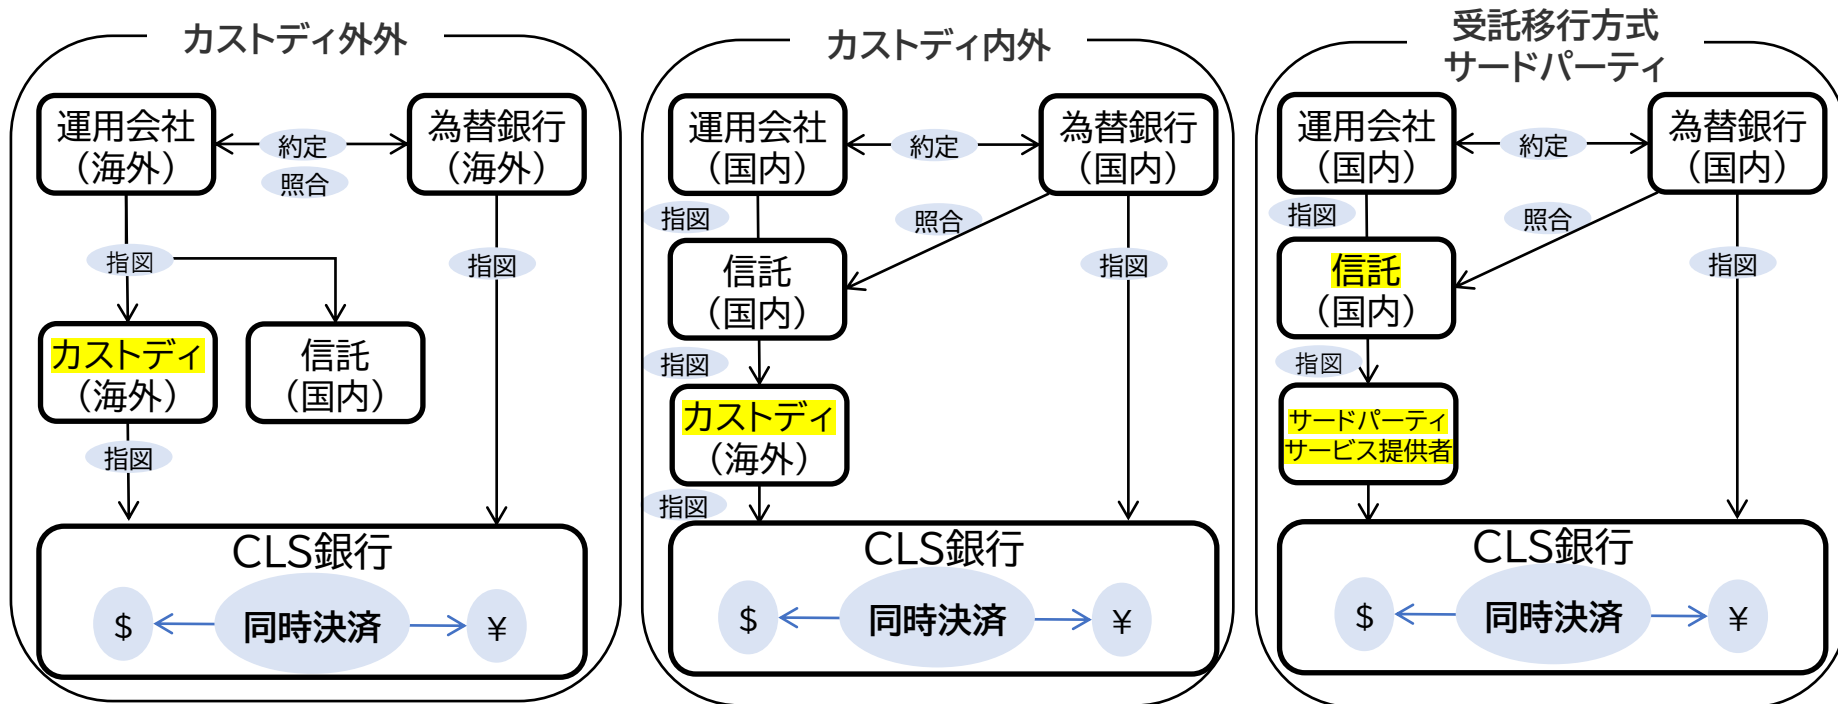 カストディ外外
運用会社
（海外）
約定
照合
為替銀行
（海外）
指図
指図
カストディ
（海外）
信託
（国内）
指図
CLS銀行
$
同時決済
¥
カストディ内外
運用会社
（国内）
約定
為替銀行
（国内）
指図
照合
信託
（国内）
指図
指図
カストディ
（海外）
指図
CLS銀行
$
同時決済
¥
受託移行方式
サードパーティ
運用会社
（国内）
約定
為替銀行
（国内）
指図
照合
信託
（国内）
指図
指図
サードパーティ
サービス提供者
CLS銀行
$
同時決済
¥